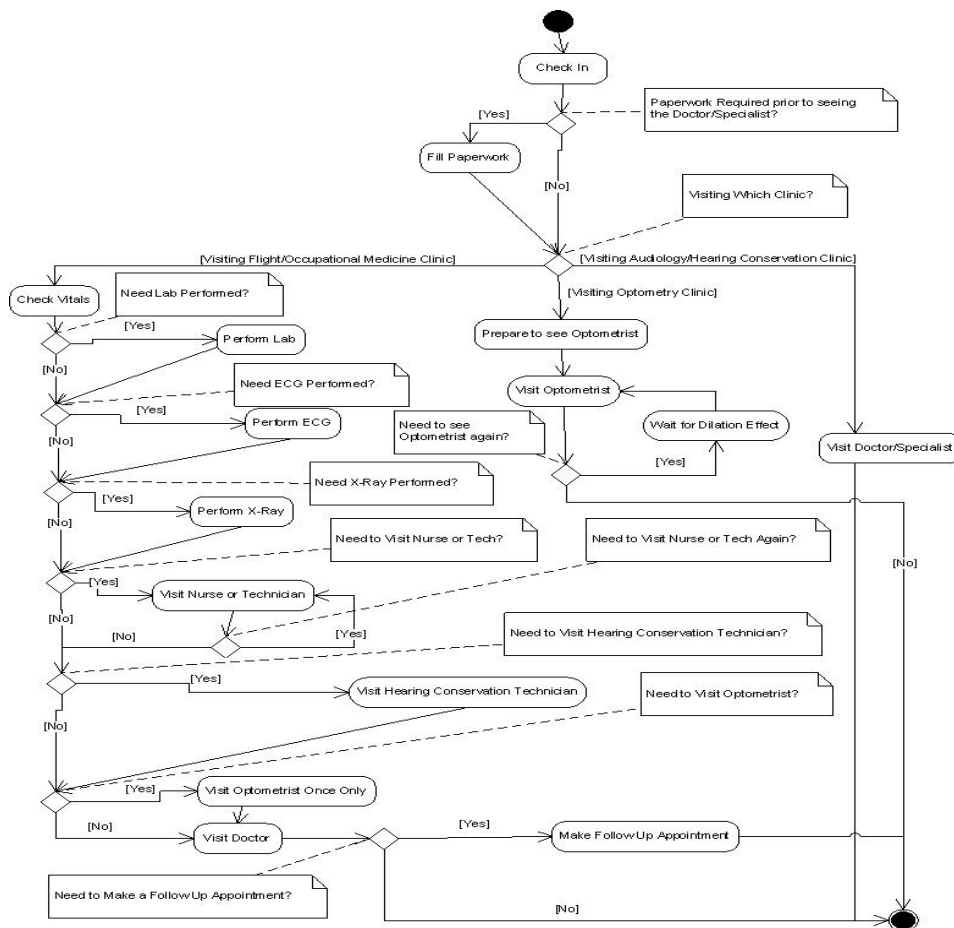 Check In
Paperwork Required prior to seeing
the Doctor/Specialist?
[Yes]
Fill Paperwork
[No]
Visiting Which Clinic?
[Visiting Flight/Occupational Medicine Clinic]
[Visiting Audiology/Hearing Conservation Clinic]
[Visiting Optometry Clinic]
Check Vitals
Need Lab Performed?
[Yes]
Perform Lab
[No]
Need ECG Performed?
[Yes]
Perform ECG
[No]
Need X-Ray Performed?
[Yes]
Perform X-Ray
[No]
Need to Visit Nurse or Tech?
[Yes]
Visit Nurse or Technician
[No]
Need to Visit Nurse or Tech Again?
[No]
[Yes]
Prepare to see Optometrist
Visit Optometrist
Need to see
Optometrist again?
Wait for Dilation Effect
[Yes]
[No]
Visit Doctor/Specialist
Need to Visit Hearing Conservation Technician?
[Yes]
Visit Hearing Conservation Technician
[No]
Need to Visit Optometrist?
[Yes]
Visit Optometrist Once Only
[No]
Visit Doctor
[Yes]
Make Follow Up Appointment
Need to Make a Follow Up Appointment?
[No]